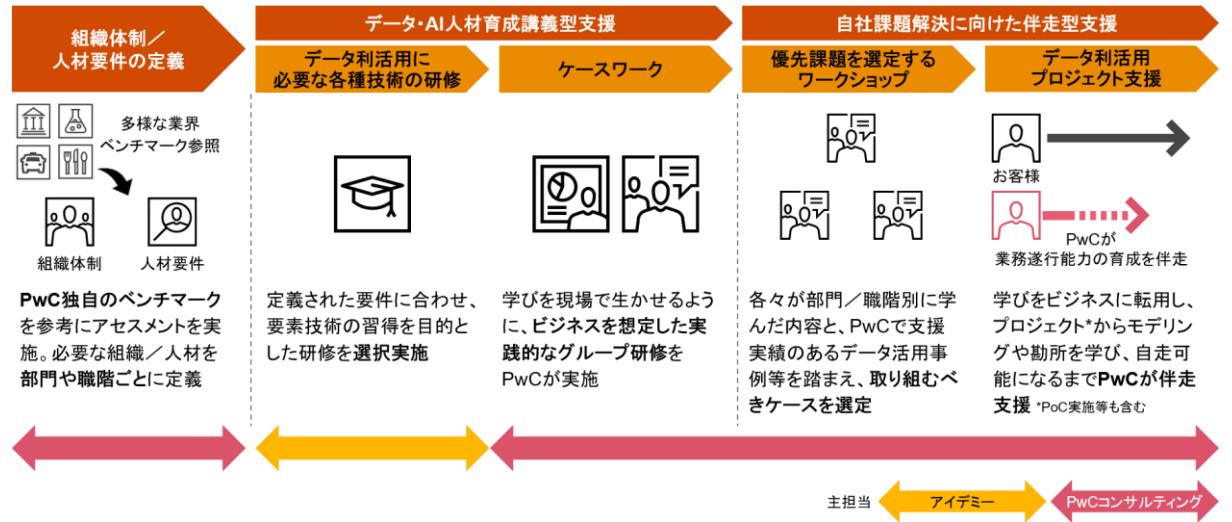 組織体制／
人材要件の定義
データ・AI人材育成講義型支援
自社課題解決に向けた伴走型支援
データ利活用に
必要な各種技術の研修
ケースワーク
優先課題を選定する
ワークショップ
データ利活用
プロジェクト支援
多様な業界
ベンチマーク参照
組織体制
人材要件
お客様
PwCが
業務遂行能力の育成を伴走
PwC独自のベンチマーク
を参考にアセスメントを実
施。必要な組織／人材を
部門や職階ごとに定義
定義された要件に合わせ、
要素技術の習得を目的と
した研修を選択実施
学びを現場で生かせるよう
に、ビジネスを想定した実
践的なグループ研修を
PwCが実施
各々が部門／職階別に学
んだ内容と、PwCで支援
実績のあるデータ活用事
例等を踏まえ、取り組むべ
きケースを選定
学びをビジネスに転用し、
プロジェクト*からモデリン
グや勘所を学び、自走可
能になるまでPwCが伴走
支援 *PoC実施等も含む
主担当
アイデミー
PwCコンサルティング